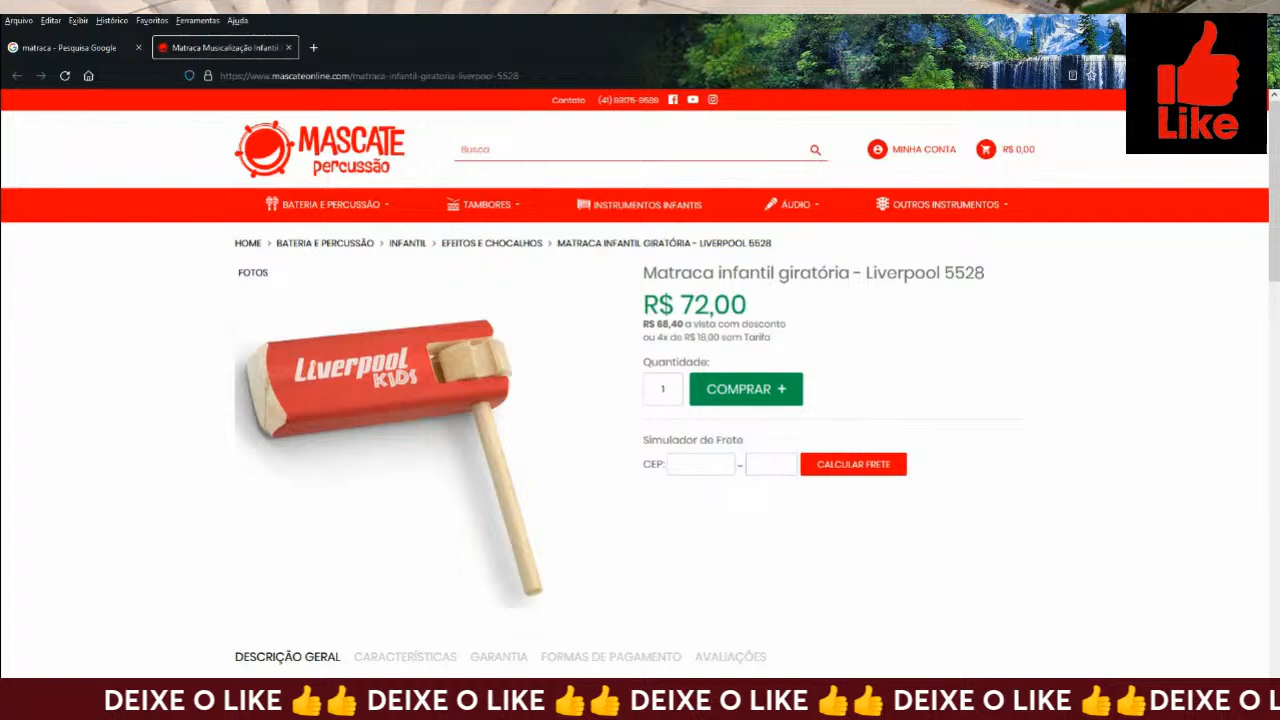 Arquivo Editar Exibir Histórico Favoritos Ferramentas Ajuda
matraca - Pesquisa Google
Matraca Musicalização Infantil
https://www.mascateonline.com/matraca-infantil-giratoria-liverpool-5528
Like
Contato (41) 99175-9589
MASCATE
percussão
Busca
MINHA CONTA
R$ 0,00
BATERIA E PERCUSSÃO
TAMBORES
INSTRUMENTOS INFANTIS
ÁUDIO
OUTROS INSTRUMENTOS
HOME > BATERIA E PERCUSSÃO > INFANTIL > EFEITOS E CHOCALHOS > MATRACA INFANTIL GIRATÓRIA - LIVERPOOL 5528
FOTOS
Liverpool
KIDS
Matraca infantil giratória - Liverpool 5528
R$ 72,00
R$ 68,40 a vista com desconto
ou 4x de R$ 18,00 sem Tarifa
Quantidade:
1
COMPRAR +
Simulador de Frete
CEP: -
CALCULAR FRETE
DESCRIÇÃO GERAL CARACTERÍSTICAS GARANTIA FORMAS DE PAGAMENTO AVALIAÇÕES
DEIXE O LIKE 👍👍 DEIXE O LIKE 👍👍 DEIXE O LIKE 👍👍 DEIXE O LIKE 👍👍DEIXE O L